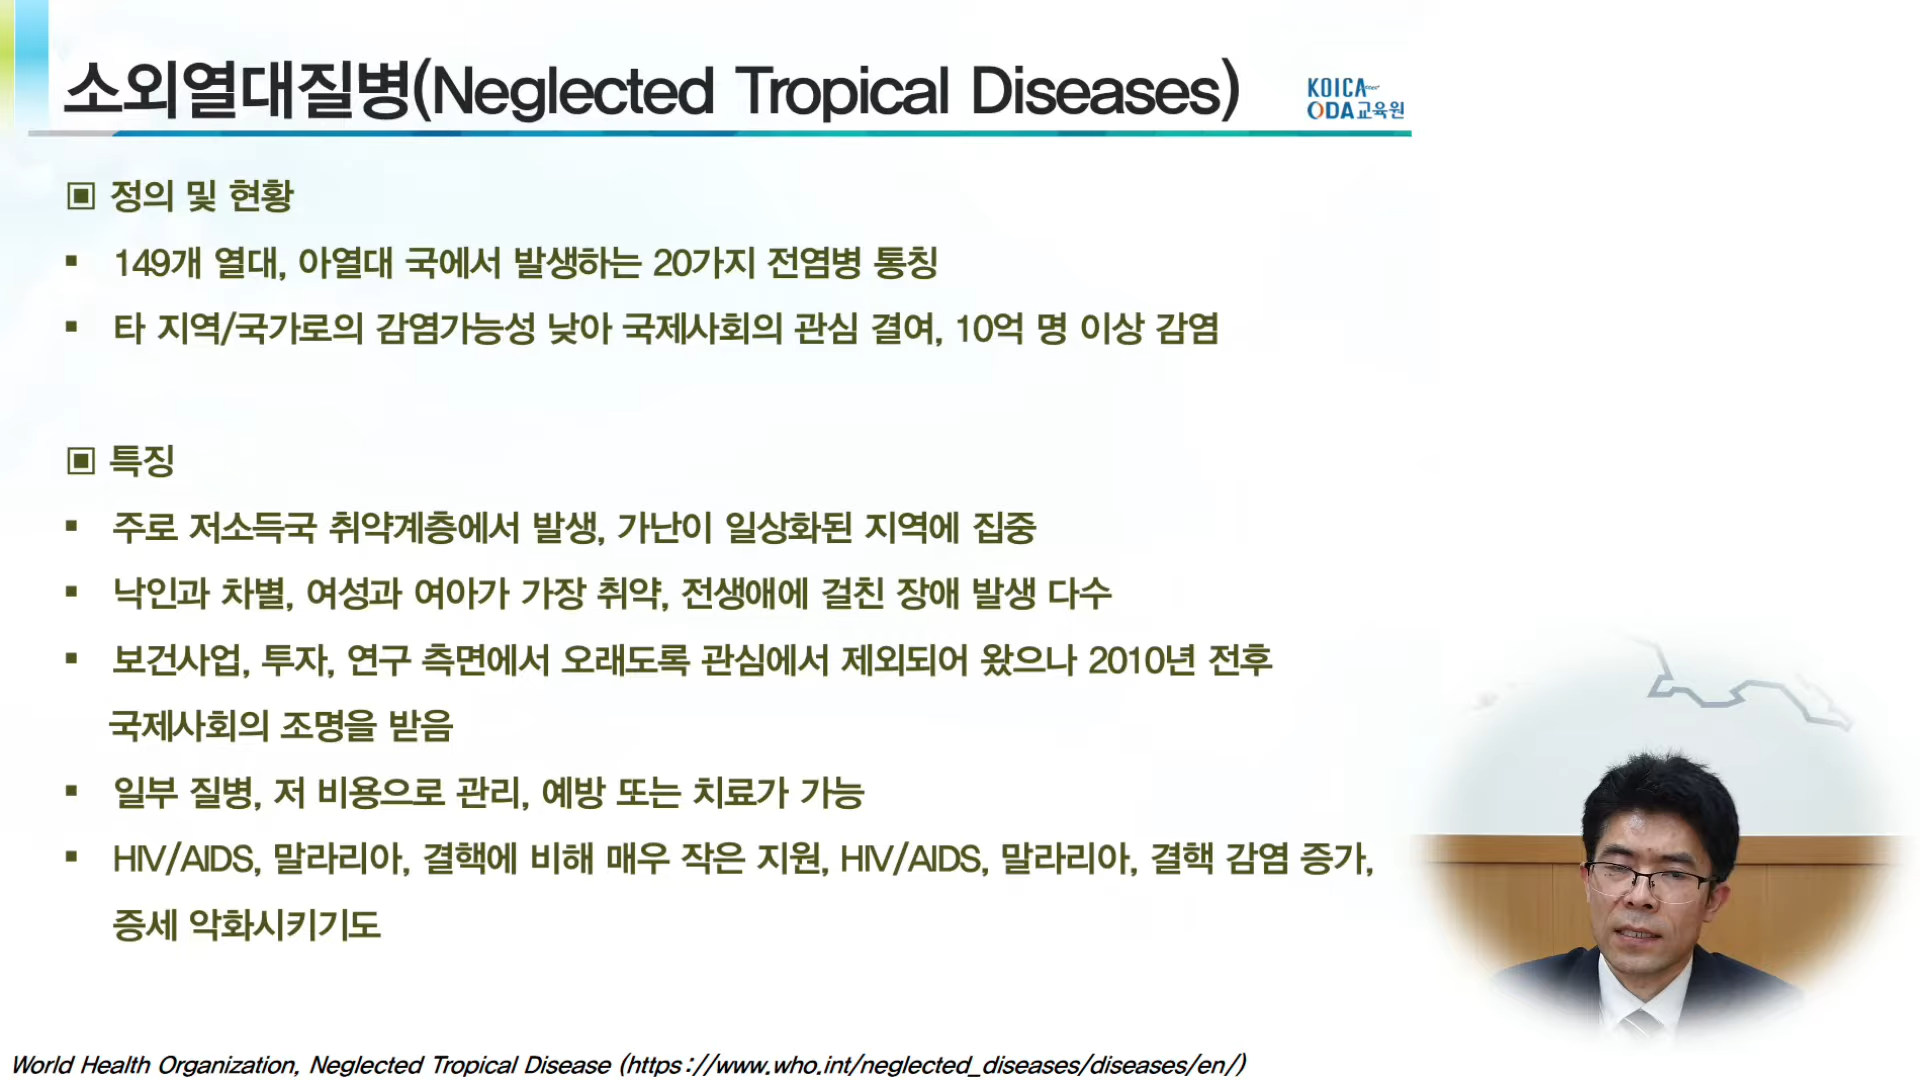 소외열대질병(Neglected Tropical Diseases)
KOICA
ODA교육원
▣ 정의 및 현황
▪ 149개 열대, 아열대 국에서 발생하는 20가지 전염병 통칭
▪ 타 지역/국가로의 감염가능성 낮아 국제사회의 관심 결여, 10억 명 이상 감염
▣ 특징
▪ 주로 저소득국 취약계층에서 발생, 가난이 일상화된 지역에 집중
▪ 낙인과 차별, 여성과 여아가 가장 취약, 전생애에 걸친 장애 발생 다수
▪ 보건사업, 투자, 연구 측면에서 오래도록 관심에서 제외되어 왔으나 2010년 전후
국제사회의 조명을 받음
▪ 일부 질병, 저 비용으로 관리, 예방 또는 치료가 가능
▪ HIV/AIDS, 말라리아, 결핵에 비해 매우 작은 지원, HIV/AIDS, 말라리아, 결핵 감염 증가,
증세 악화시키기도
World Health Organization, Neglected Tropical Disease (https://www.who.int/neglected_diseases/diseases/en/)